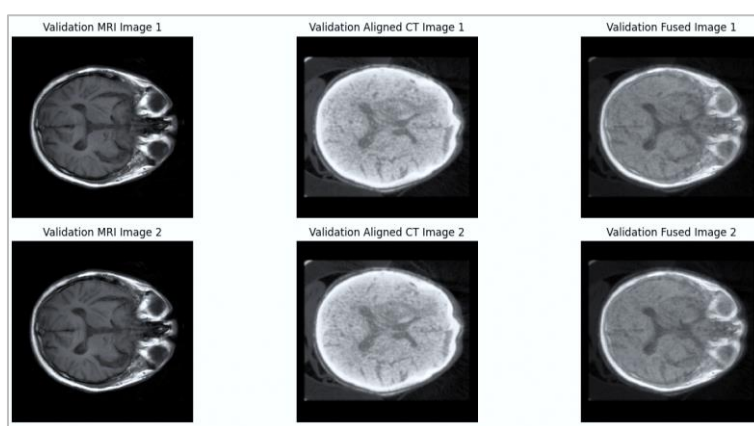 Validation MRI Image 1
Validation Aligned CT Image 1
Validation Fused Image 1
Validation MRI Image 2
Validation Aligned CT Image 2
Validation Fused Image 2